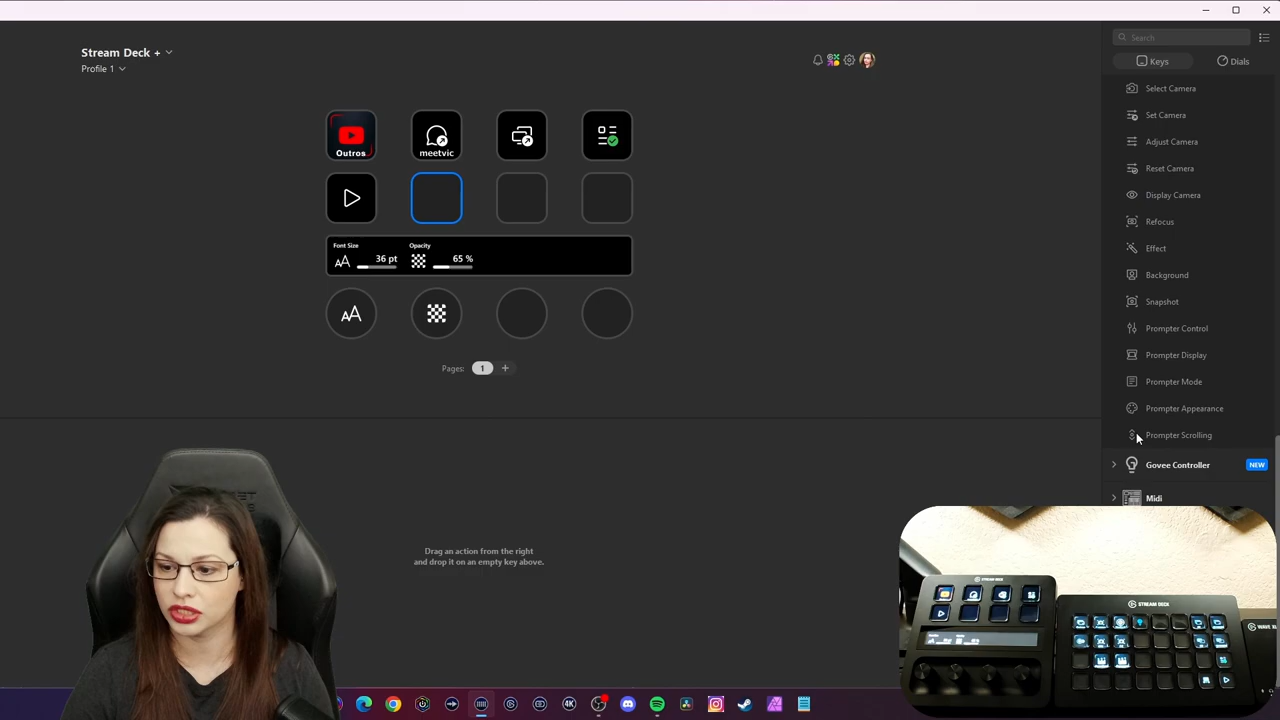 Stream Deck +
Profile 1
Search
Keys
Dials
Select Camera
Set Camera
Adjust Camera
Reset Camera
Display Camera
Refocus
Effect
Background
Snapshot
Prompter Control
Prompter Display
Prompter Mode
Prompter Appearance
Prompter Scrolling
Govee Controller
NEW
Midi
Outros
meetvic
Font Size
36 pt
Opacity
65 %
Pages:
1
+
Drag an action from the right
and drop it on an empty key above.
4K
STREAM DECK
STREAM DECK